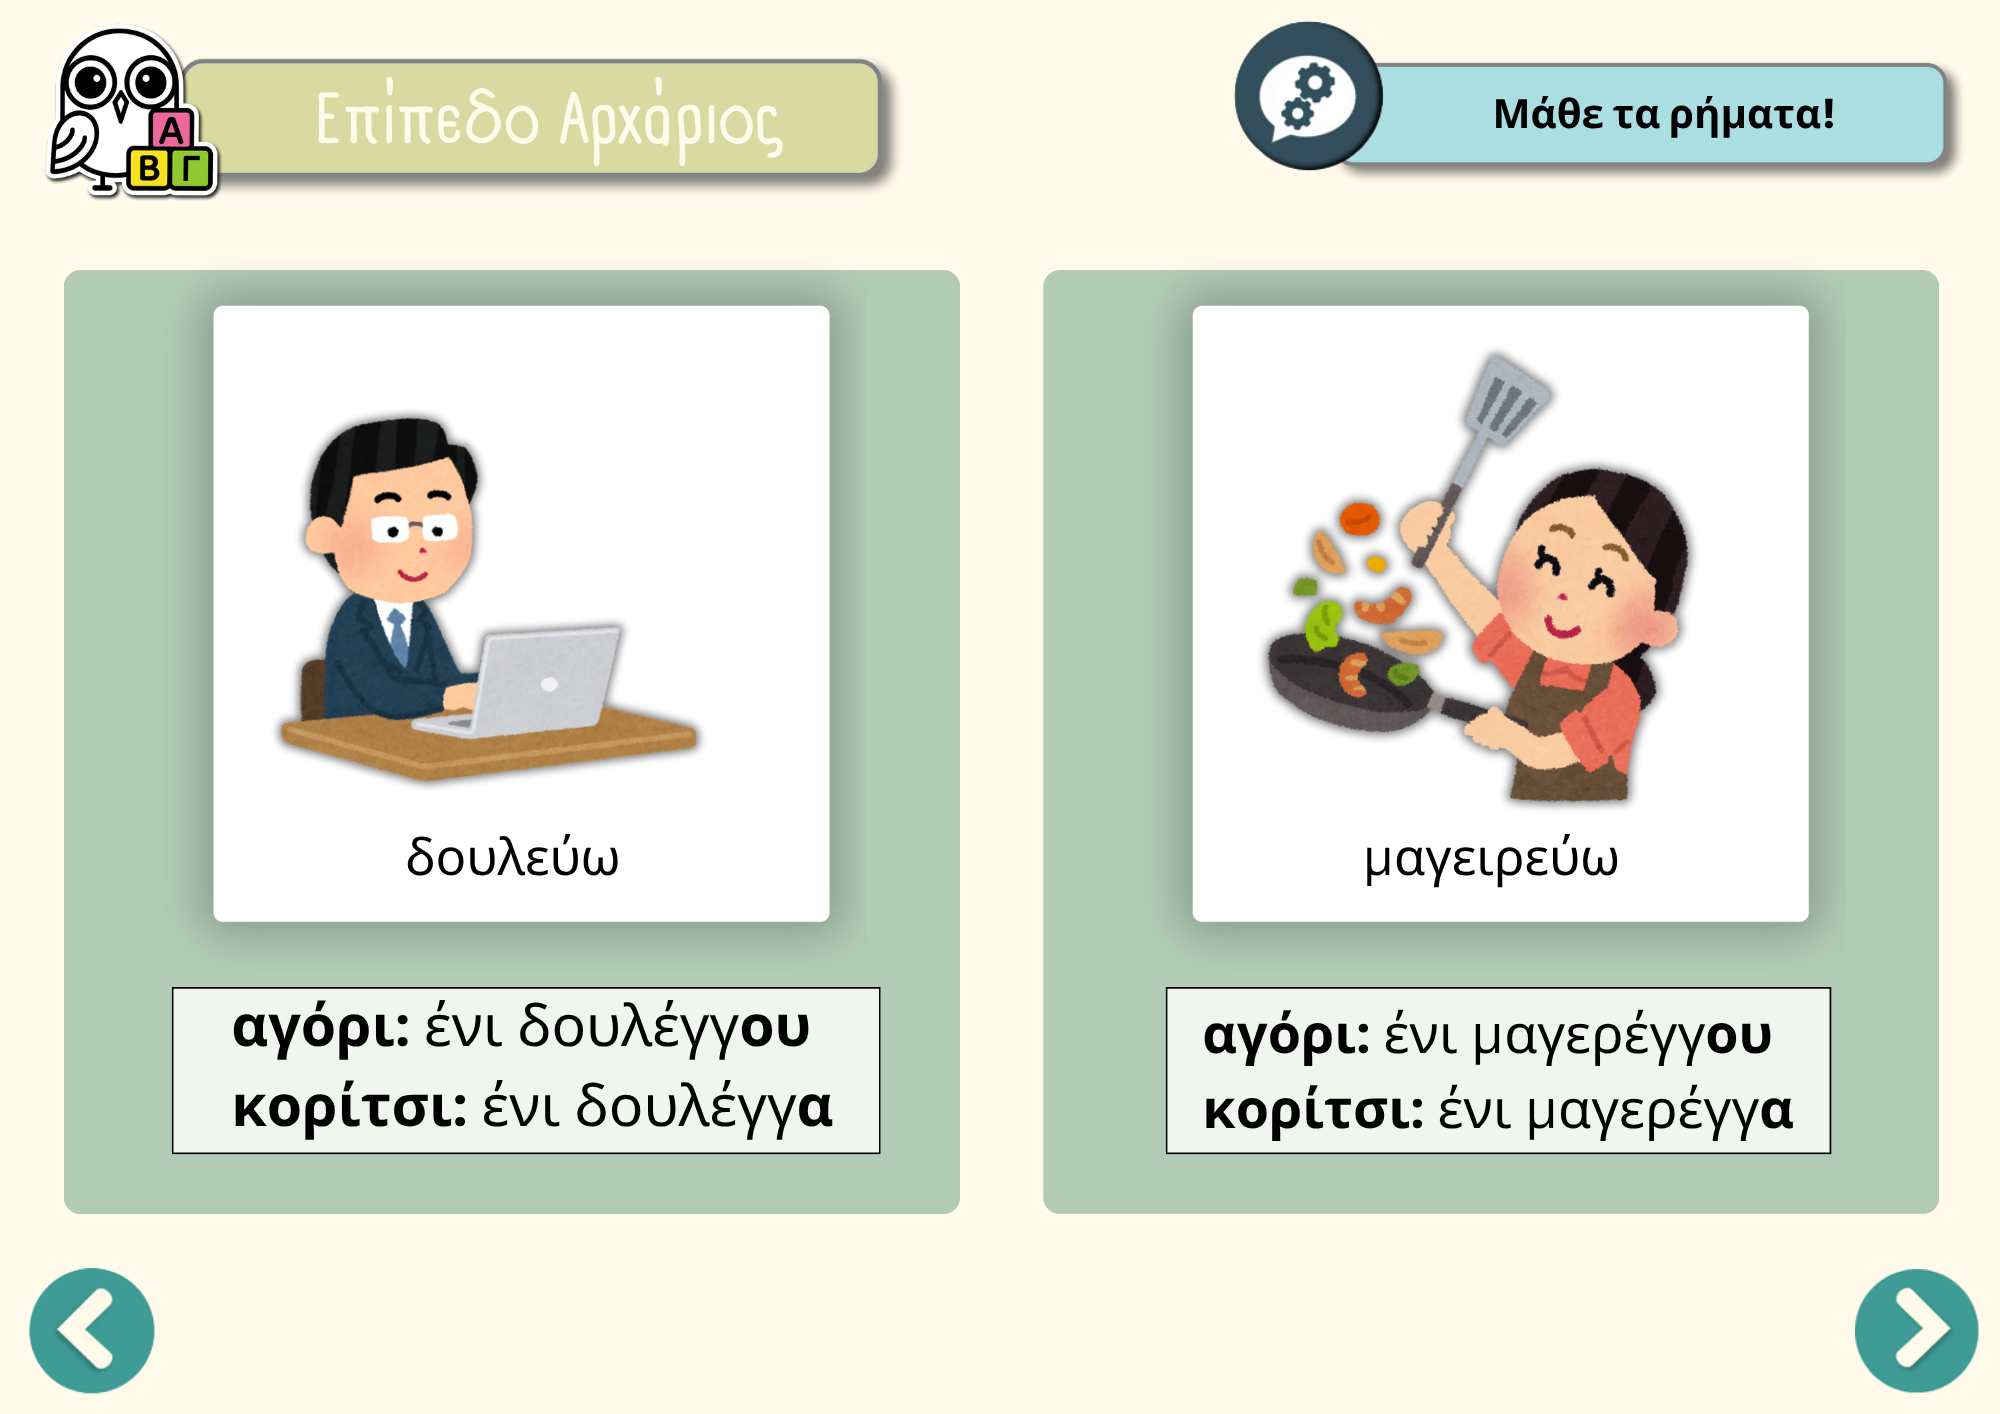 Επίπεδο Αρχάριος
Α
Β Γ
Μάθε τα ρήματα!
δουλεύω
αγόρι: ένι δουλέγγου
κορίτσι: ένι δουλέγγα
μαγειρεύω
αγόρι: ένι μαγερέγγου
κορίτσι: ένι μαγερέγγα